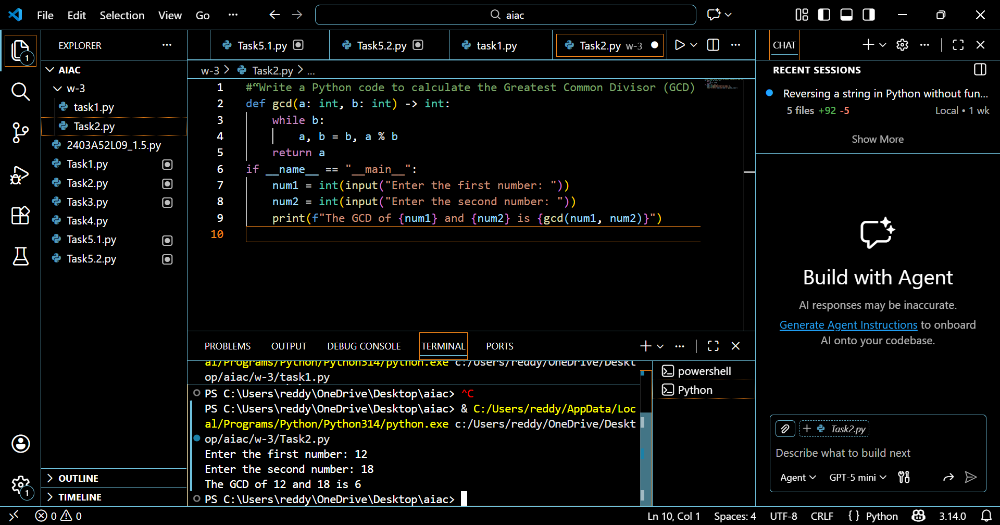 File Edit Selection View Go ··· aiac
EXPLORER ···
1
AIAC
w-3
task1.py
Task2.py
2403A52L09_1.5.py
Task1.py
Task2.py
Task3.py
Task4.py
Task5.1.py
Task5.2.py
OUTLINE
TIMELINE
1
Task5.1.py Task5.2.py task1.py Task2.py w-3 ···
w-3 > Task2.py > ...
1 #“Write a Python code to calculate the Greatest Common Divisor (GCD)
2 def gcd(a: int, b: int) -> int:
3     while b:
4         a, b = b, a % b
5     return a
6 if __name__ == "__main__":
7     num1 = int(input("Enter the first number: "))
8     num2 = int(input("Enter the second number: "))
9     print(f"The GCD of {num1} and {num2} is {gcd(num1, num2)}")
10
PROBLEMS OUTPUT DEBUG CONSOLE TERMINAL PORTS ···
al/Programs/Python/Python314/python.exe c:/Users/reddy/OneDrive/Deskt
op/aiac/w-3/task1.py
PS C:\Users\reddy\OneDrive\Desktop\aiac> ^C
PS C:\Users\reddy\OneDrive\Desktop\aiac> & C:/Users/reddy/AppData/Loc
al/Programs/Python/Python314/python.exe c:/Users/reddy/OneDrive/Deskt
op/aiac/w-3/Task2.py
Enter the first number: 12
Enter the second number: 18
The GCD of 12 and 18 is 6
PS C:\Users\reddy\OneDrive\Desktop\aiac>
powershell
Python
CHAT ···
RECENT SESSIONS
Reversing a string in Python without fun...
5 files +92 -5 Local • 1 wk
Show More
Build with Agent
AI responses may be inaccurate.
Generate Agent Instructions to onboard
AI onto your codebase.
+ Task2.py
Describe what to build next
Agent GPT-5 mini
0 0 Ln 10, Col 1 Spaces: 4 UTF-8 CRLF { } Python 3.14.0